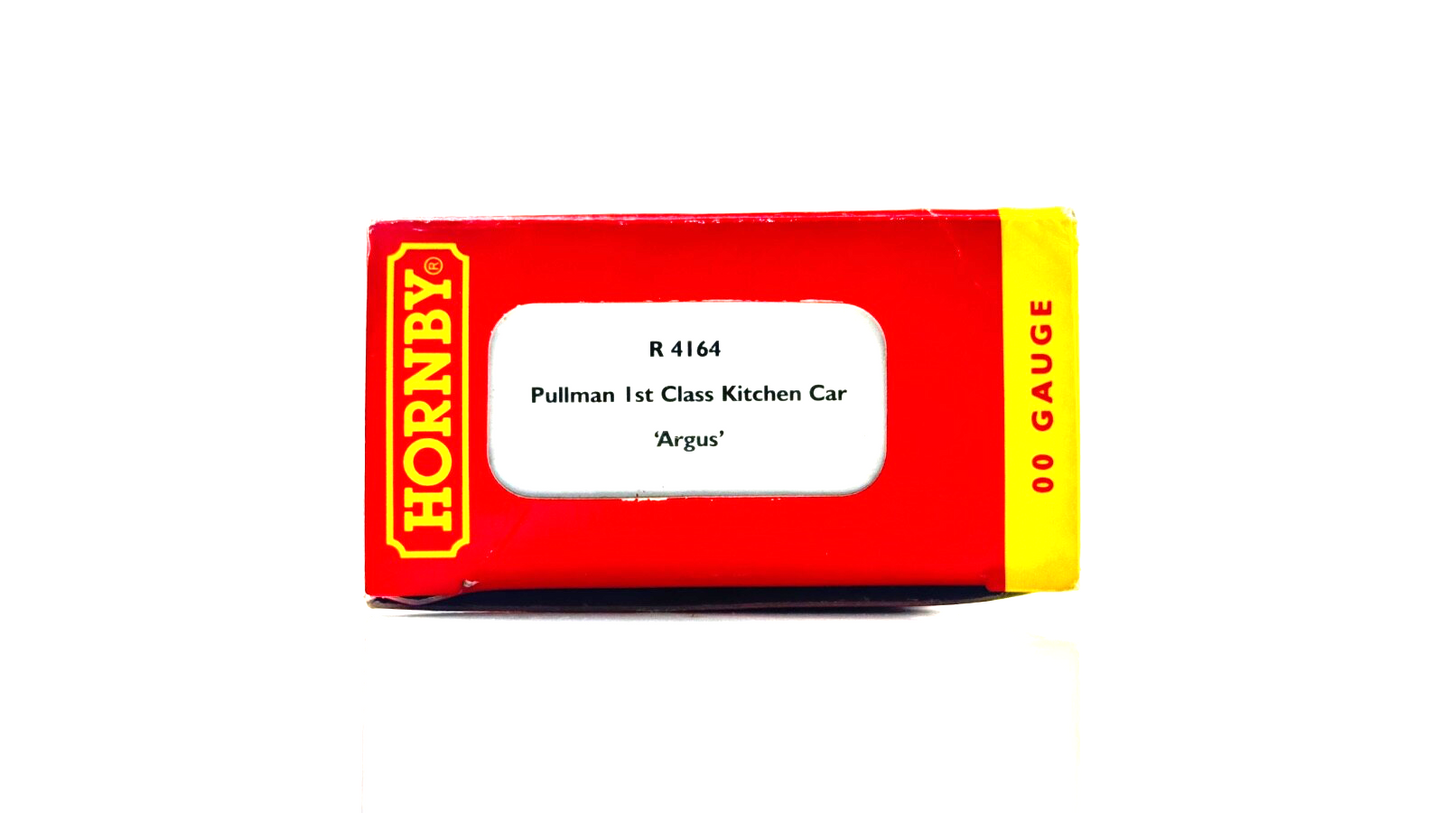 HORNBY®
R 4164
Pullman 1st Class Kitchen Car
‘Argus’
00 GAUGE